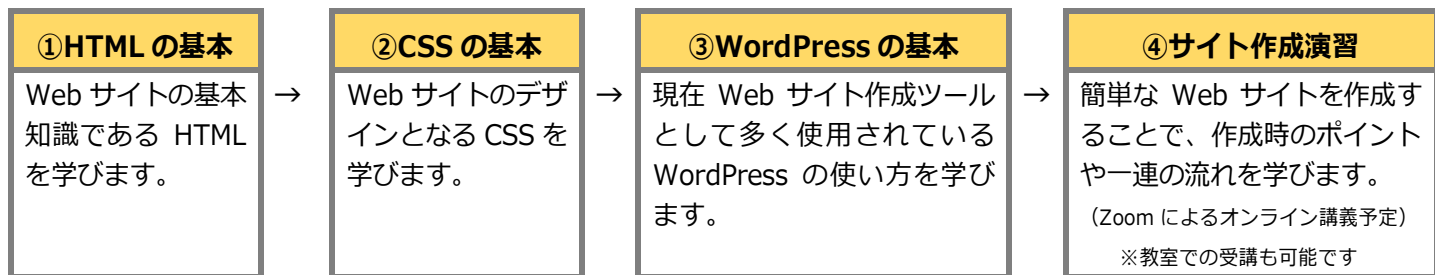 ①HTML の基本
Web サイトの基本
知識である HTML
を学びます。
→
②CSS の基本
Web サイトのデザ
インとなる CSS を
学びます。
→
③WordPress の基本
現在 Web サイト作成ツール
として多く使用されている
WordPress の使い方を学び
ます。
→
④サイト作成演習
簡単な Web サイトを作成す
ることで、作成時のポイント
や一連の流れを学びます。
（Zoom によるオンライン講義予定）
※教室での受講も可能です